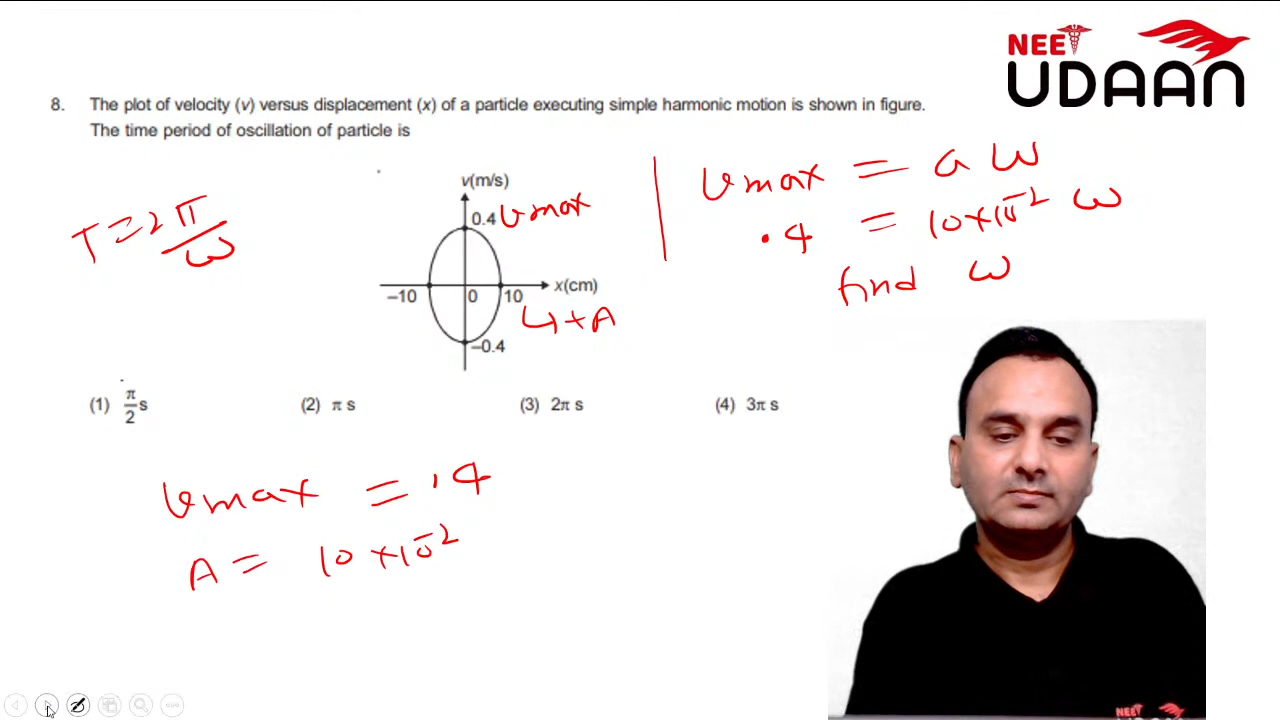 NEET
UDAAN
8. The plot of velocity (v) versus displacement (x) of a particle executing simple harmonic motion is shown in figure.
The time period of oscillation of particle is
T = 2π/ω
v(m/s)
0.4 vmax
x(cm)
–10 0 10
↳+A
–0.4
vmax = a ω
.4 = 10×10⁻² ω
find ω
(1) π/2 s (2) π s (3) 2π s (4) 3π s
vmax = .4
A = 10×10⁻²
NEET